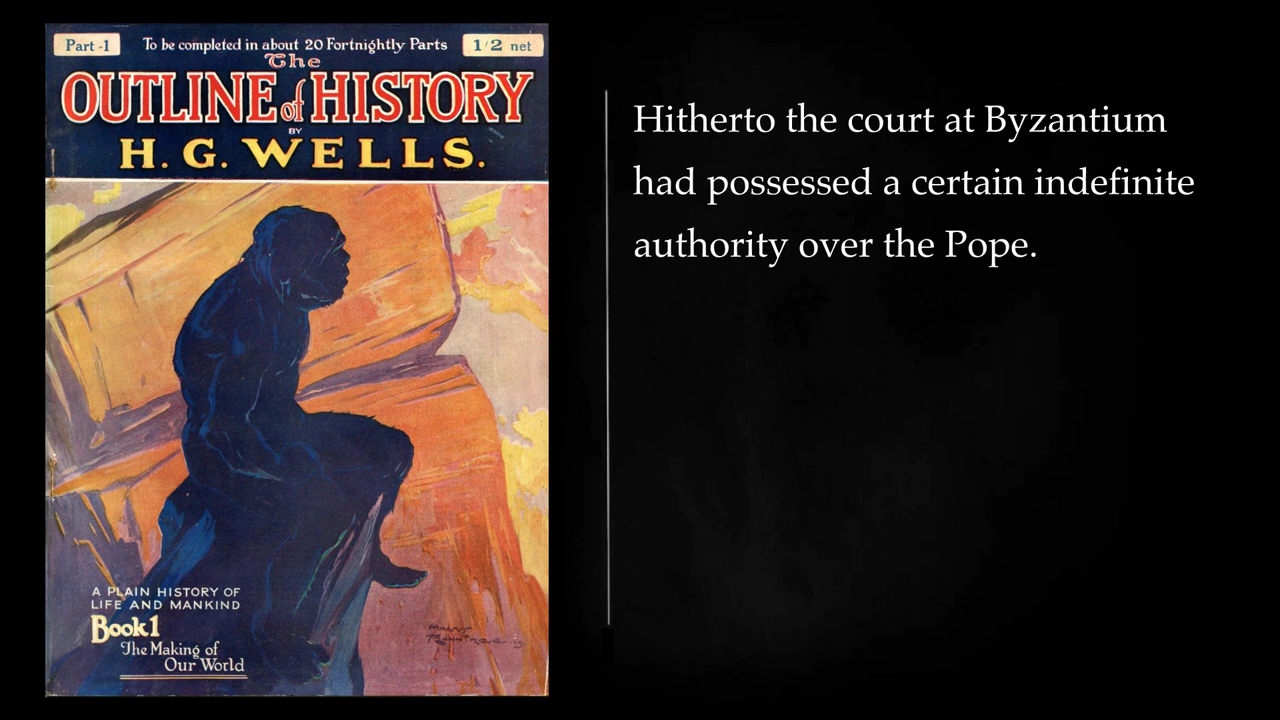 Part -1
To be completed in about 20 Fortnightly Parts
1/2 net
The
OUTLINE of HISTORY
BY
H. G. WELLS.
A PLAIN HISTORY OF
LIFE AND MANKIND
Book 1
The Making of
Our World
Hitherto the court at Byzantium
had possessed a certain indefinite
authority over the Pope.